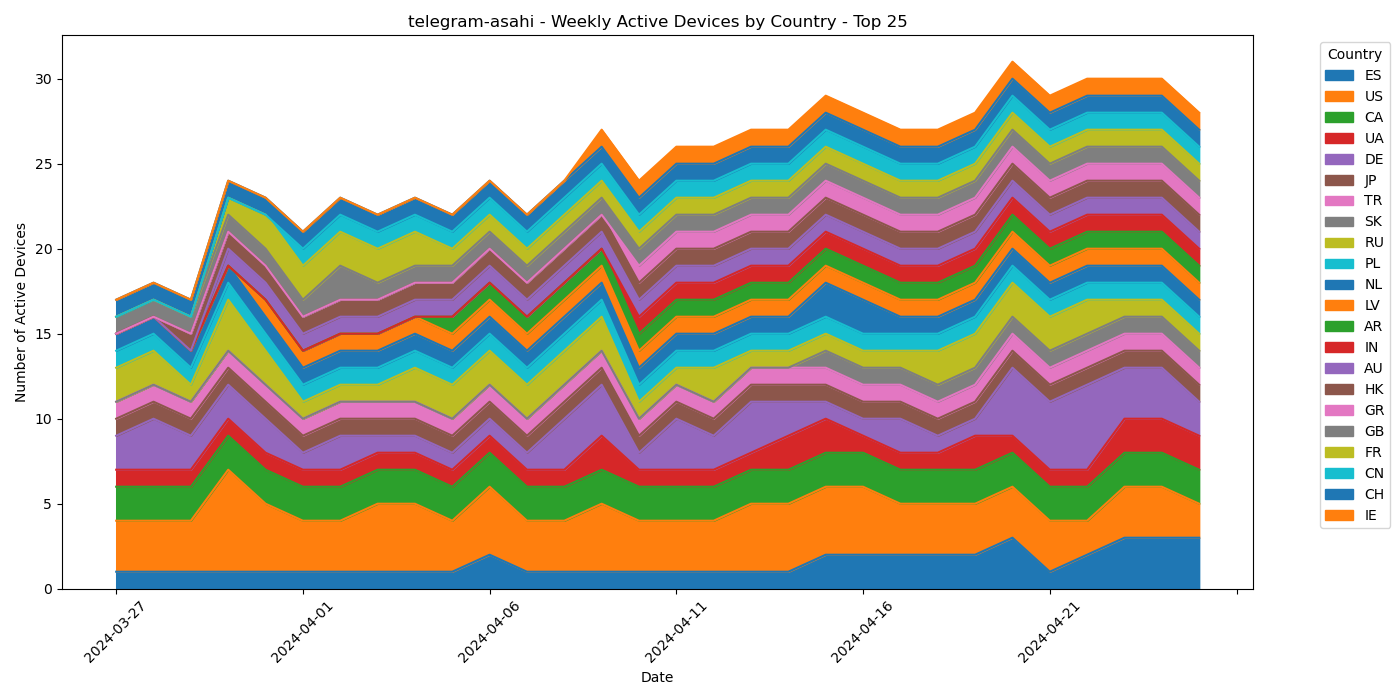 telegram-asahi - Weekly Active Devices by Country - Top 25
Number of Active Devices
30
25
20
15
10
5
0
2024-03-27
2024-04-01
2024-04-06
2024-04-11
2024-04-16
2024-04-21
Date
Country
ES
US
CA
UA
DE
JP
TR
SK
RU
PL
NL
LV
AR
IN
AU
HK
GR
GB
FR
CN
CH
IE